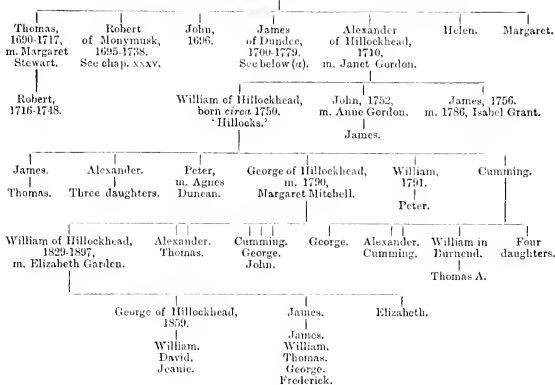 Thomas,
1690-1717,
m. Margaret
Stewart.
Robert
of Monymusk,
1695-1738.
See chap. xxxv.
John,
1696.
James
of Dundee,
1700-1779.
See below (a).
Alexander
of Hillockhead,
1710,
m. Janet Gordon.
Helen.
Margaret.
Robert,
1716-1748.
William of Hillockhead,
born circa 1750.
'Hillocks.'
John, 1752,
m. Anne Gordon.
James.
James, 1756.
m. 1786, Isabel Grant.
James.
Thomas.
Alexander.
Three daughters.
Peter,
m. Agnes
Duncan.
George of Hillockhead,
m. 1790,
Margaret Mitchell.
William,
1791.
Peter.
Cumming.
William of Hillockhead,
1829-1897,
m. Elizabeth Garden.
Alexander.
Thomas.
Cumming.
George.
John.
George.
Alexander.
Cumming.
William in
Burnend.
Thomas A.
Four
daughters.
George of Hillockhead,
1859.
William.
David.
Jeanie.
James.
James.
William.
Thomas.
George.
Frederick.
Elizabeth.